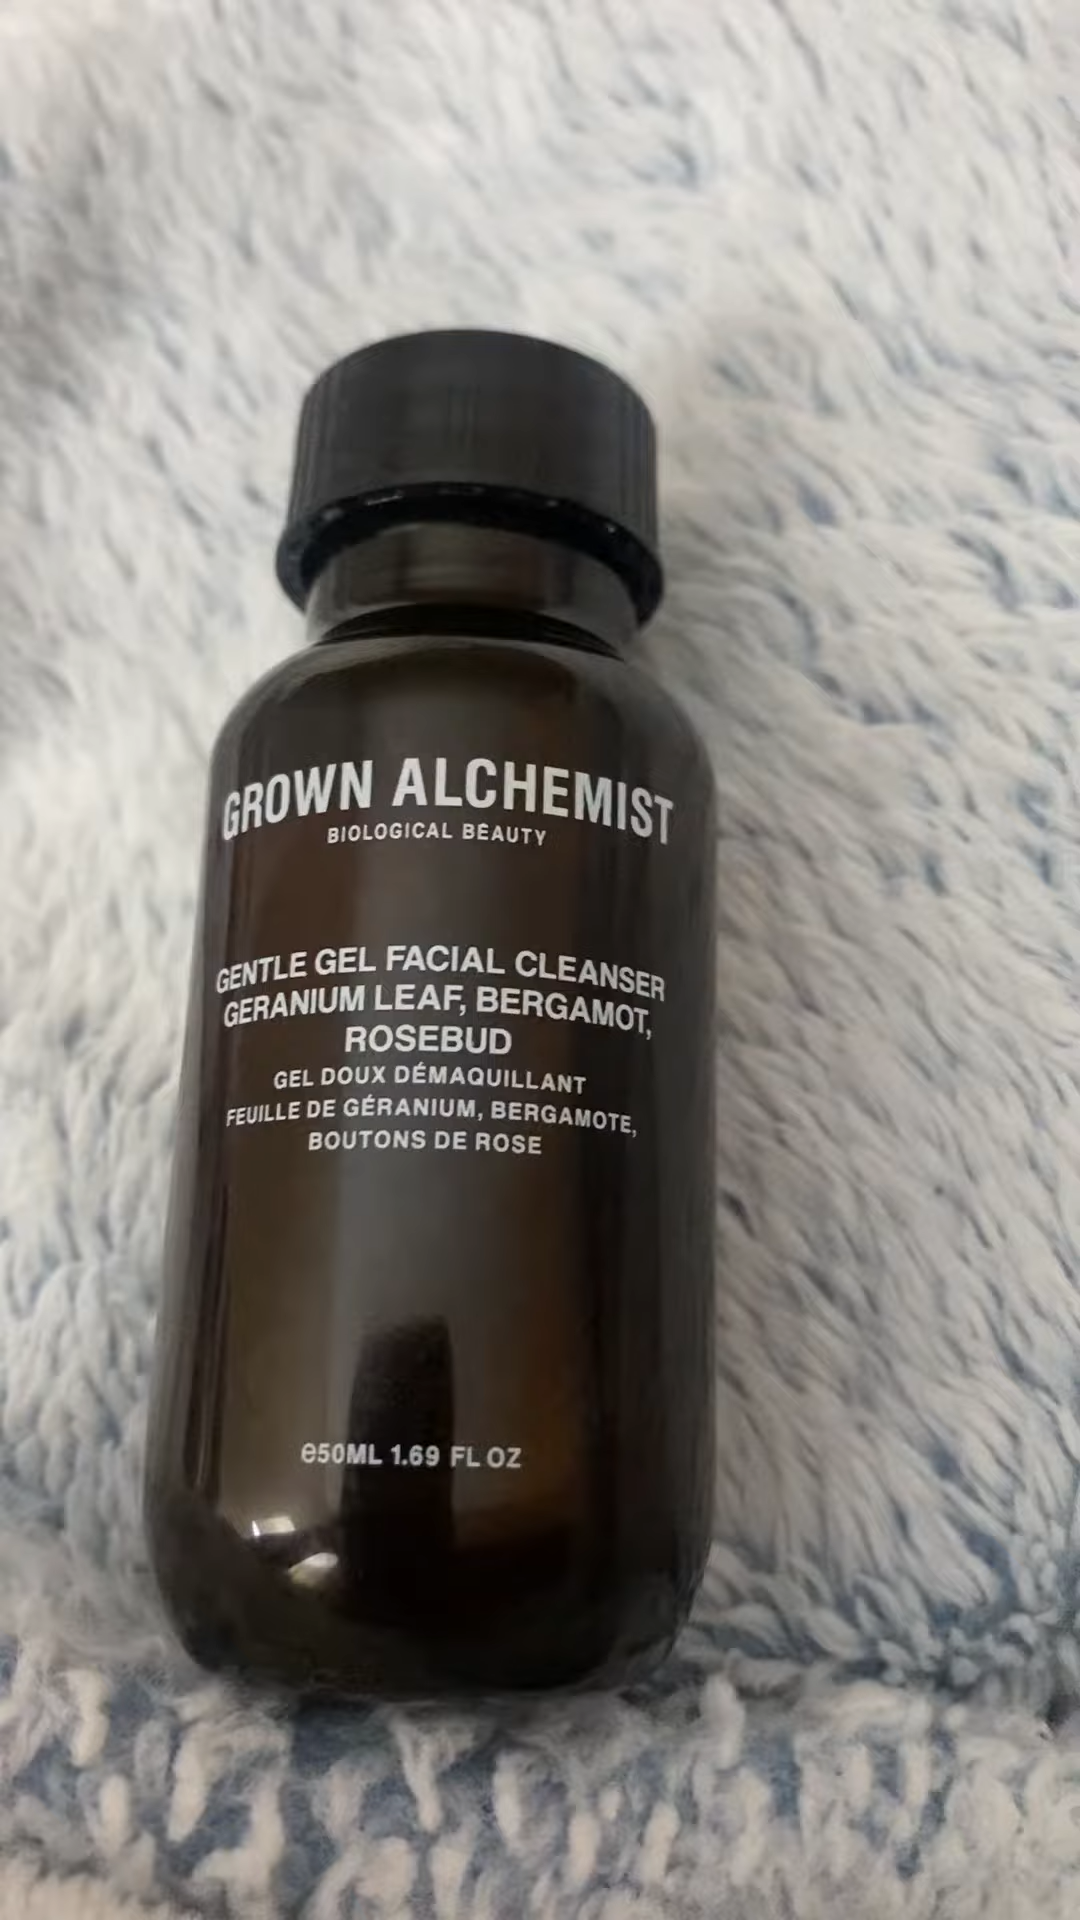 GROWN ALCHEMIST
BIOLOGICAL BEAUTY
GENTLE GEL FACIAL CLEANSER
GERANIUM LEAF, BERGAMOT,
ROSEBUD
GEL DOUX DÉMAQUILLANT
FEUILLE DE GÉRANIUM, BERGAMOTE,
BOUTONS DE ROSE
℮50ML 1.69 FL OZ